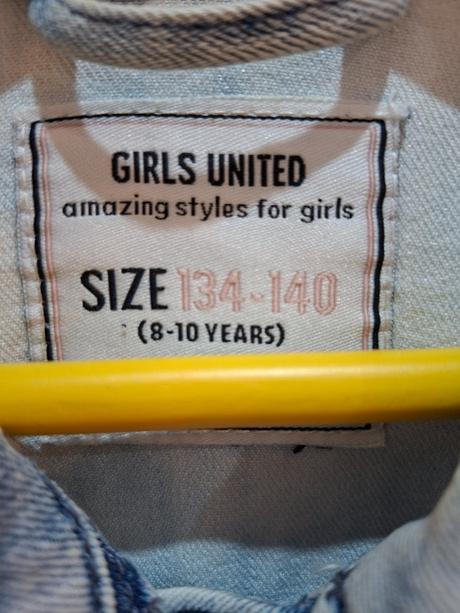 GIRLS UNITED
amazing styles for girls
SIZE 134-140
(8-10 YEARS)